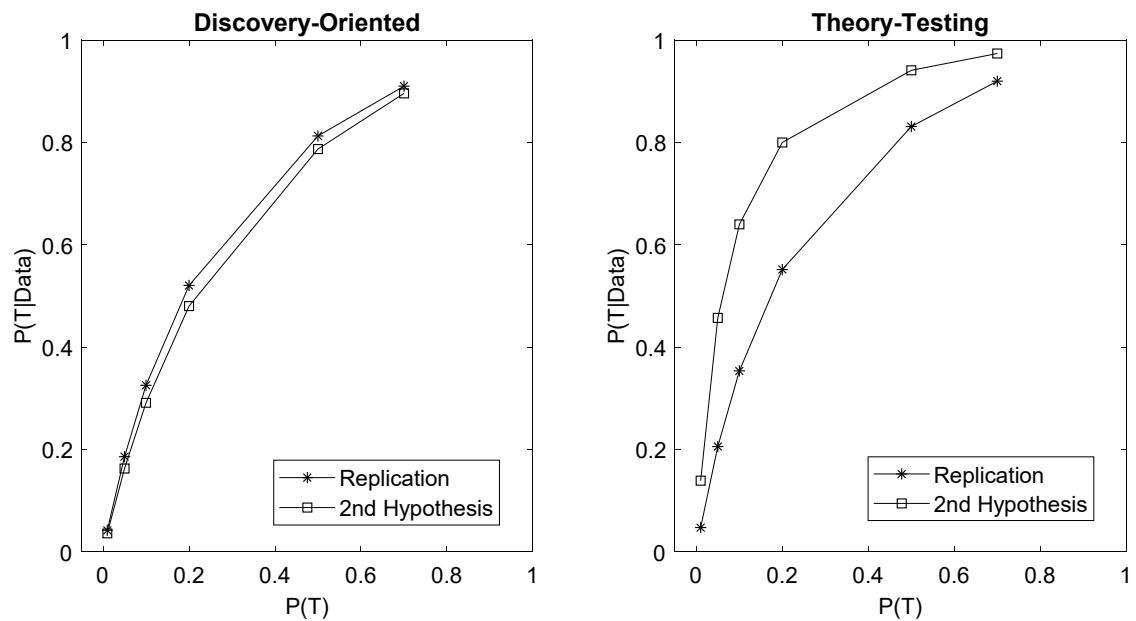 Discovery-Oriented
1
0.8
0.6
0.4
0.2
0
P(T|Data)
Replication
2nd Hypothesis
0 0.2 0.4 0.6 0.8 1
P(T)
Theory-Testing
1
0.8
0.6
0.4
0.2
0
P(T|Data)
Replication
2nd Hypothesis
0 0.2 0.4 0.6 0.8 1
P(T)